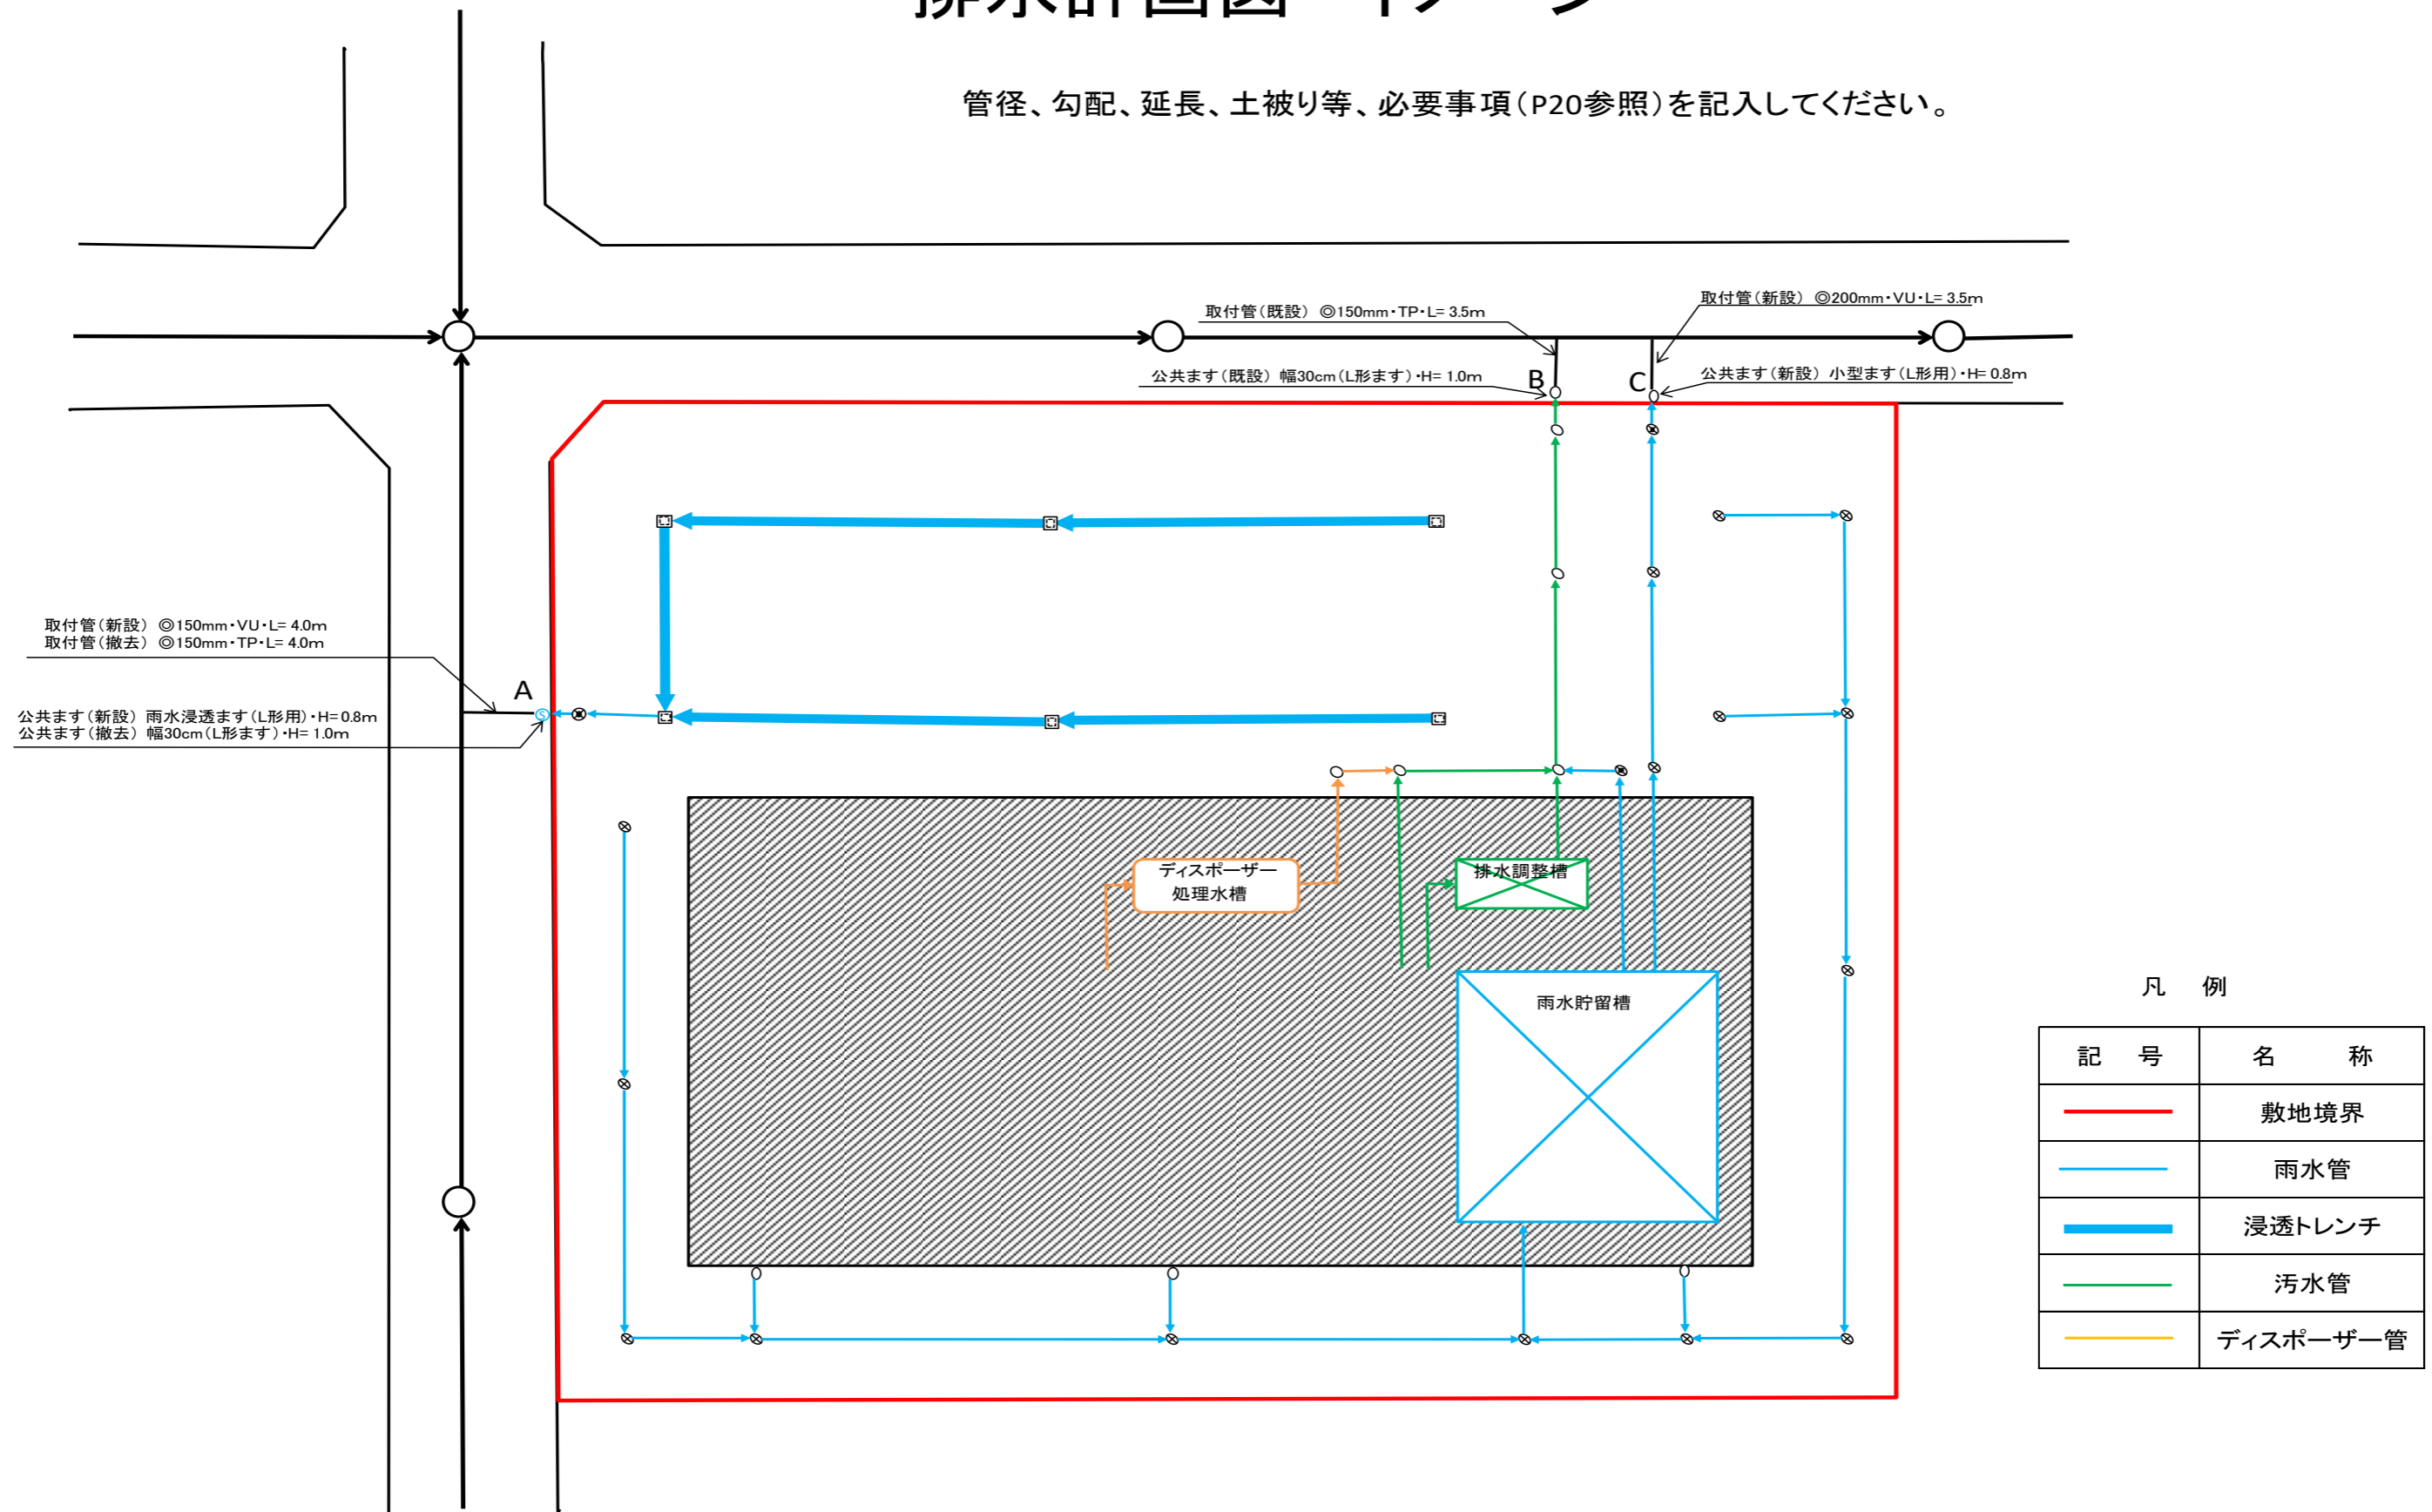 排水計画図 イメージ
管径、勾配、延長、土被り等、必要事項(P20参照)を記入してください。
取付管(既設) ◎150mm・TP・L= 3.5m
取付管(新設) ◎200mm・VU・L= 3.5m
公共ます(既設) 幅30cm(L形ます)・H= 1.0m
B
C
公共ます(新設) 小型ます(L形用)・H= 0.8m
取付管(新設) ◎150mm・VU・L= 4.0m
取付管(撤去) ◎150mm・TP・L= 4.0m
A
公共ます(新設) 雨水浸透ます(L形用)・H= 0.8m
公共ます(撤去) 幅30cm(L形ます)・H= 1.0m
S
ディスポーザー
処理水槽
排水調整槽
雨水貯留槽
凡 例
記 号 名 称
敷地境界
雨水管
浸透トレンチ
汚水管
ディスポーザー管